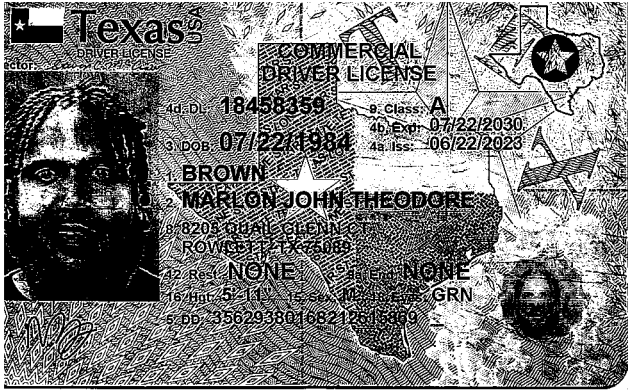 Texas USA
DRIVER LICENSE
COMMERCIAL
DRIVER LICENSE
4d. DL: 18458359 9. Class: A
4b. Exp: 07/22/2030
3. DOB: 07/22/1984 4a. Iss: 06/22/2023
1. BROWN
2. MARLON JOHN THEODORE
8. 8205 QUAIL GLENN CT
ROWLETT TX 75089
12. Rest: NONE 9a. End: NONE
16. Hgt: 5'-11" 15. Sex: M 18. Eyes: GRN
5. DD: